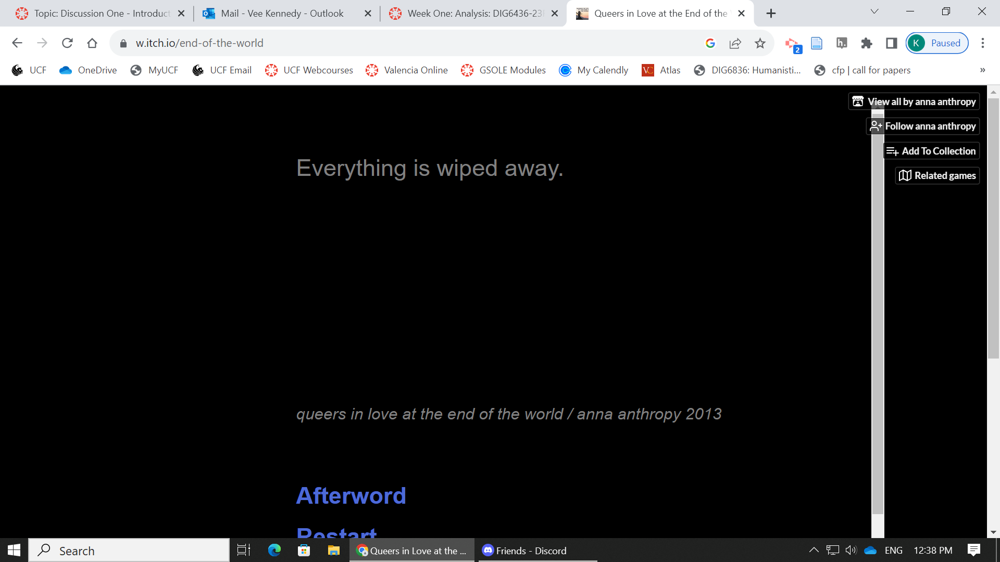 Topic: Discussion One - Introduct
Mail - Vee Kennedy - Outlook
Week One: Analysis: DIG6436-23
Queers in Love at the End of the
w.itch.io/end-of-the-world
2
h.
K
Paused
UCF
OneDrive
MyUCF
UCF Email
UCF Webcourses
Valencia Online
GSOLE Modules
My Calendly
VC
Atlas
DIG6836: Humanisti...
cfp | call for papers
»
View all by anna anthropy
Follow anna anthropy
Add To Collection
Related games
Everything is wiped away.
queers in love at the end of the world / anna anthropy 2013
Afterword
Restart
Search
Queers in Love at the ...
Friends - Discord
ENG
12:38 PM